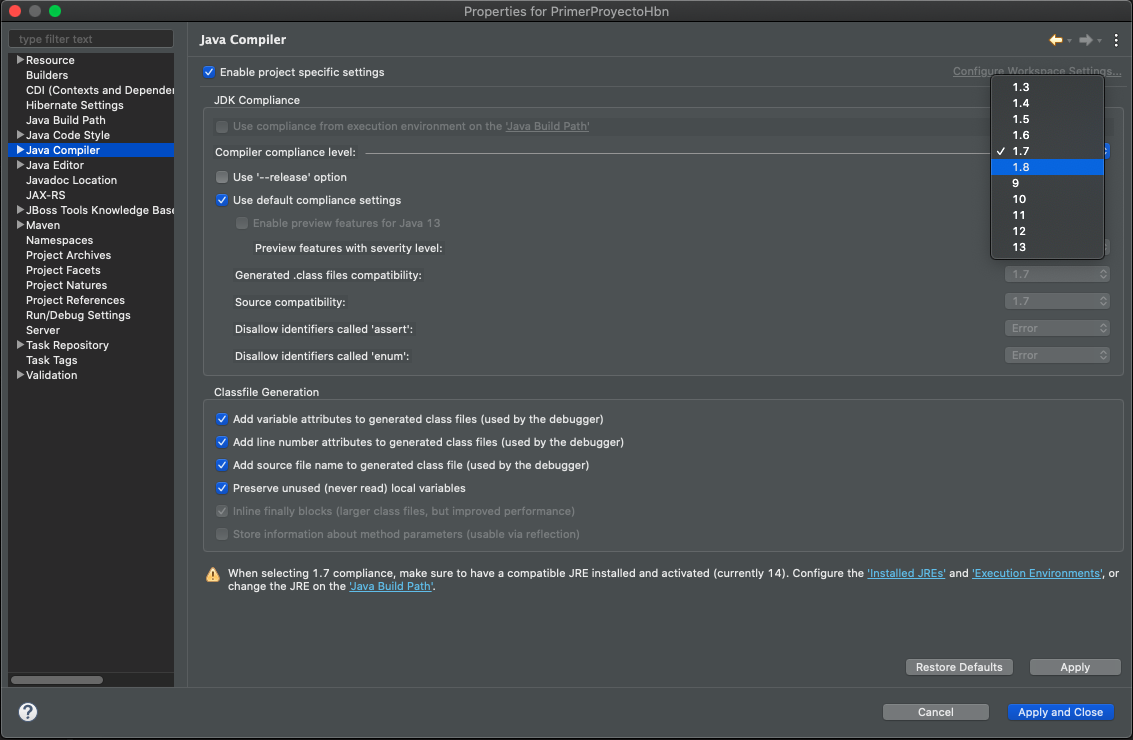 Properties for PrimerProyectoHbn
type filter text
Resource
Builders
CDI (Contexts and Depender
Hibernate Settings
Java Build Path
Java Code Style
Java Compiler
Java Editor
Javadoc Location
JAX-RS
JBoss Tools Knowledge Base
Maven
Namespaces
Project Archives
Project Facets
Project Natures
Project References
Run/Debug Settings
Server
Task Repository
Task Tags
Validation
Java Compiler
Enable project specific settings
Configure Workspace Settings...
JDK Compliance
Use compliance from execution environment on the 'Java Build Path'
Compiler compliance level:
1.3
1.4
1.5
1.6
✓ 1.7
1.8
9
10
11
12
13
Use '--release' option
Use default compliance settings
Enable preview features for Java 13
Preview features with severity level:
Generated .class files compatibility: 1.7
Source compatibility: 1.7
Disallow identifiers called 'assert': Error
Disallow identifiers called 'enum': Error
Classfile Generation
Add variable attributes to generated class files (used by the debugger)
Add line number attributes to generated class files (used by the debugger)
Add source file name to generated class file (used by the debugger)
Preserve unused (never read) local variables
Inline finally blocks (larger class files, but improved performance)
Store information about method parameters (usable via reflection)
When selecting 1.7 compliance, make sure to have a compatible JRE installed and activated (currently 14). Configure the 'Installed JREs' and 'Execution Environments', or
change the JRE on the 'Java Build Path'.
Restore Defaults Apply
? Cancel Apply and Close